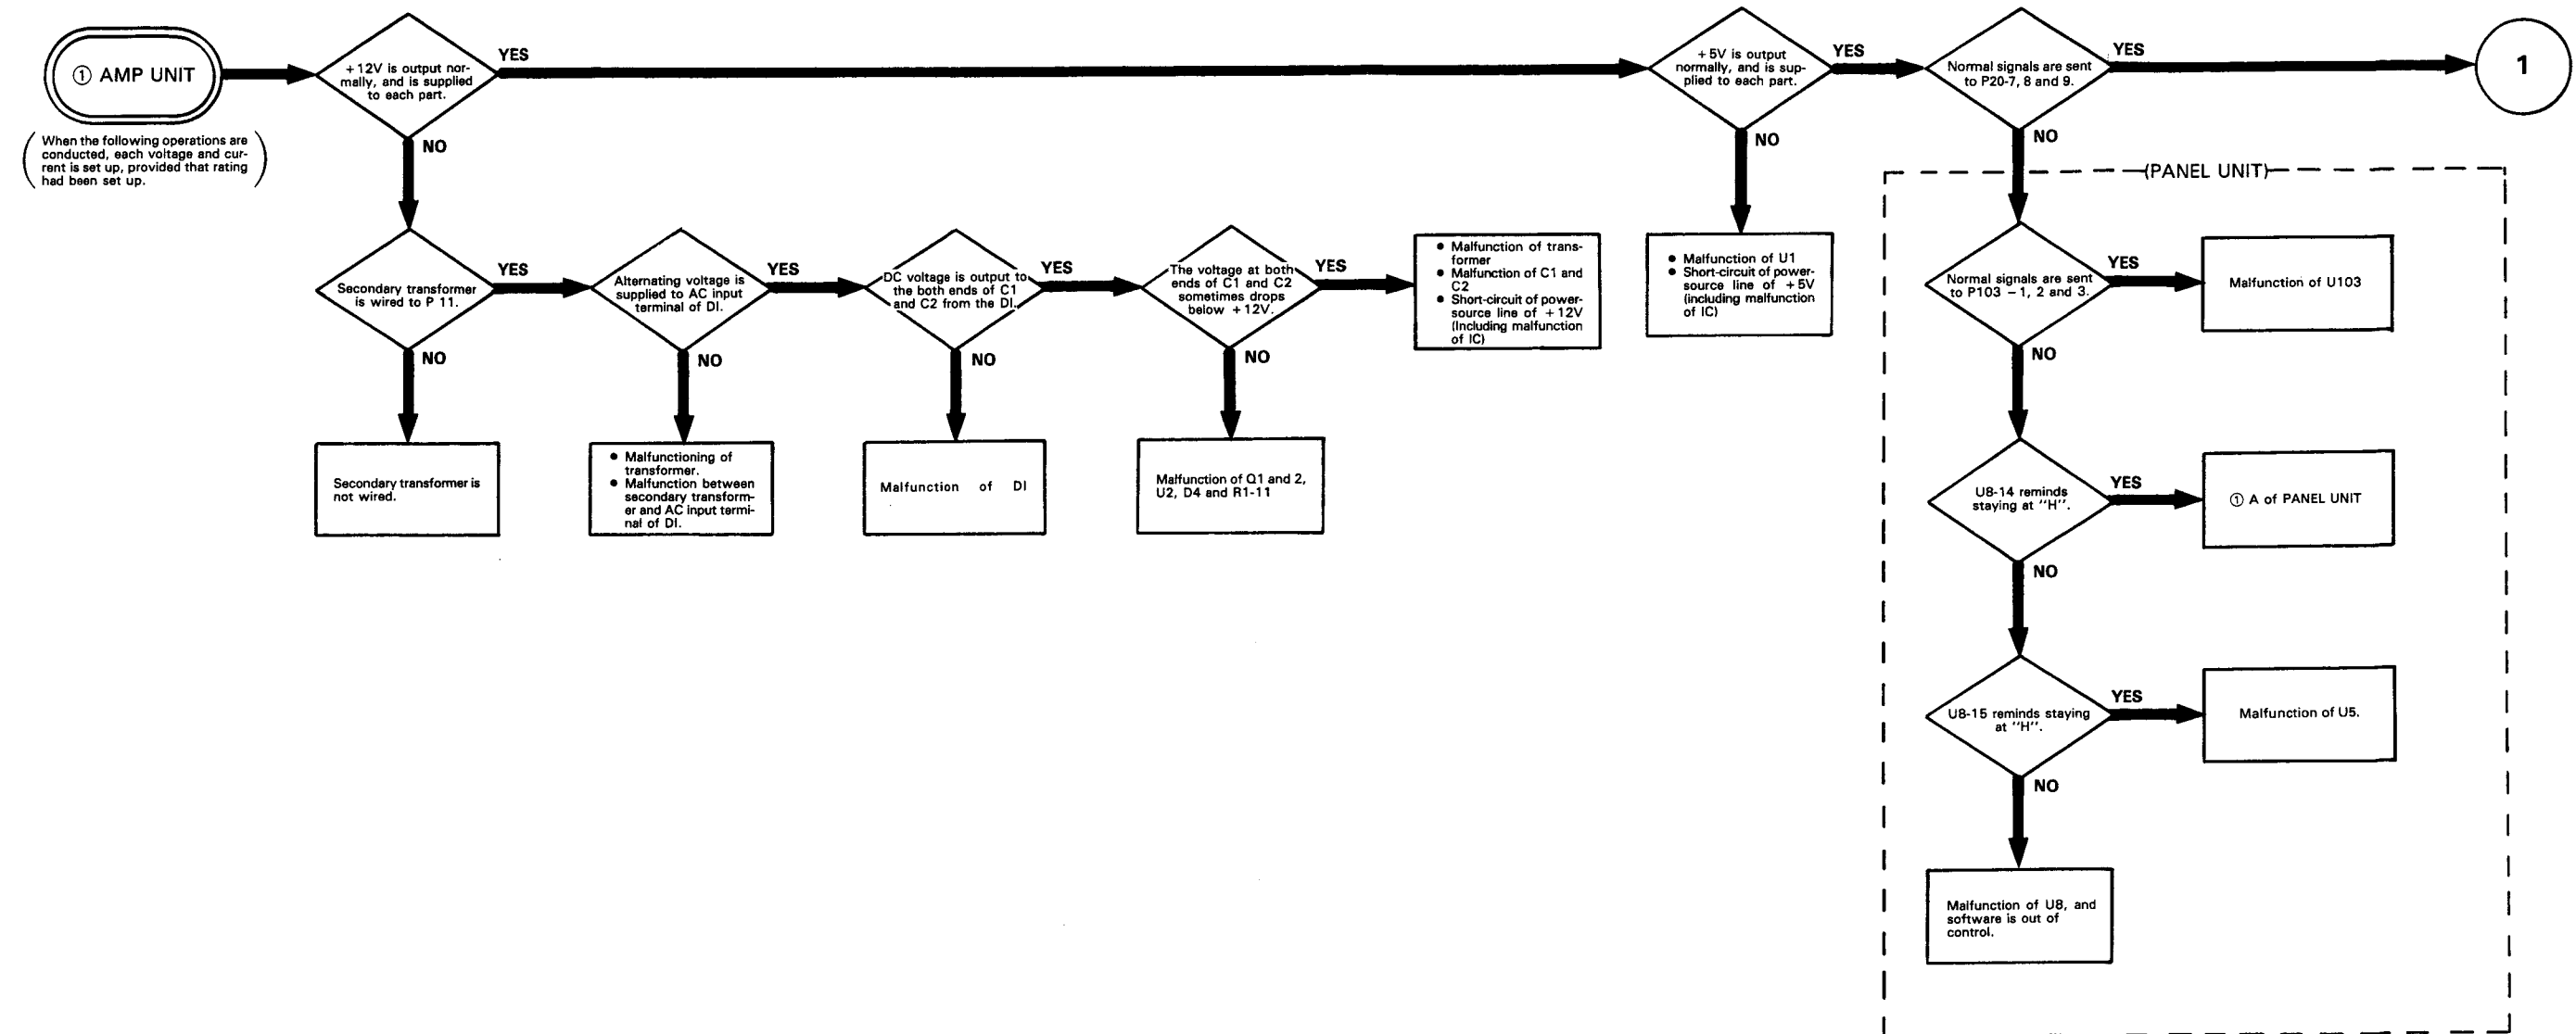 ① AMP UNIT
When the following operations are
conducted, each voltage and cur-
rent is set up, provided that rating
had been set up.
+12V is output nor-
mally, and is supplied
to each part.
YES
NO
+5V is output
normally, and is sup-
plied to each part.
YES
NO
Normal signals are sent
to P20-7, 8 and 9.
YES
NO
1
Secondary transformer
is wired to P 11.
YES
NO
Alternating voltage is
supplied to AC input
terminal of DI.
YES
NO
DC voltage is output to
the both ends of C1
and C2 from the DI.
YES
NO
The voltage at both
ends of C1 and C2
sometimes drops
below +12V.
YES
NO
● Malfunction of trans-
former
● Malfunction of C1 and
C2
● Short-circuit of power-
source line of +12V
(Including malfunction
of IC)
● Malfunction of U1
● Short-circuit of power-
source line of +5V
(including malfunction
of IC)
Secondary transformer is
not wired.
● Malfunctioning of
transformer.
● Malfunction between
secondary transform-
er and AC input termi-
nal of DI.
Malfunction of DI
Malfunction of Q1 and 2,
U2, D4 and R1-11
(PANEL UNIT)
Normal signals are sent
to P103 -1, 2 and 3.
YES
NO
Malfunction of U103
U8-14 reminds
staying at "H".
YES
NO
① A of PANEL UNIT
U8-15 reminds staying
at "H".
YES
NO
Malfunction of U5.
Malfunction of U8, and
software is out of
control.